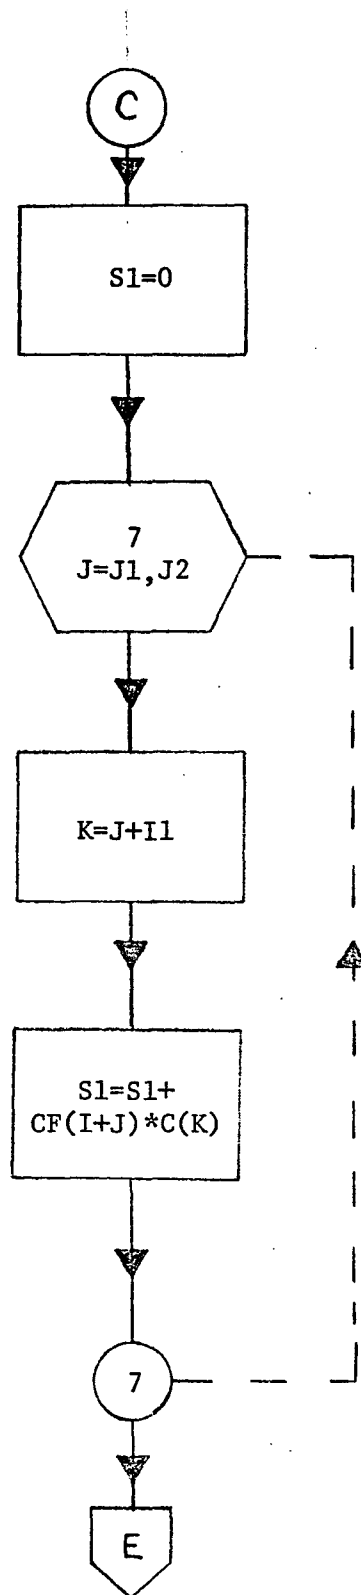 C
S1=0
7
J=J1,J2
K=J+I1
S1=S1+
CF(I+J)*C(K)
7
E